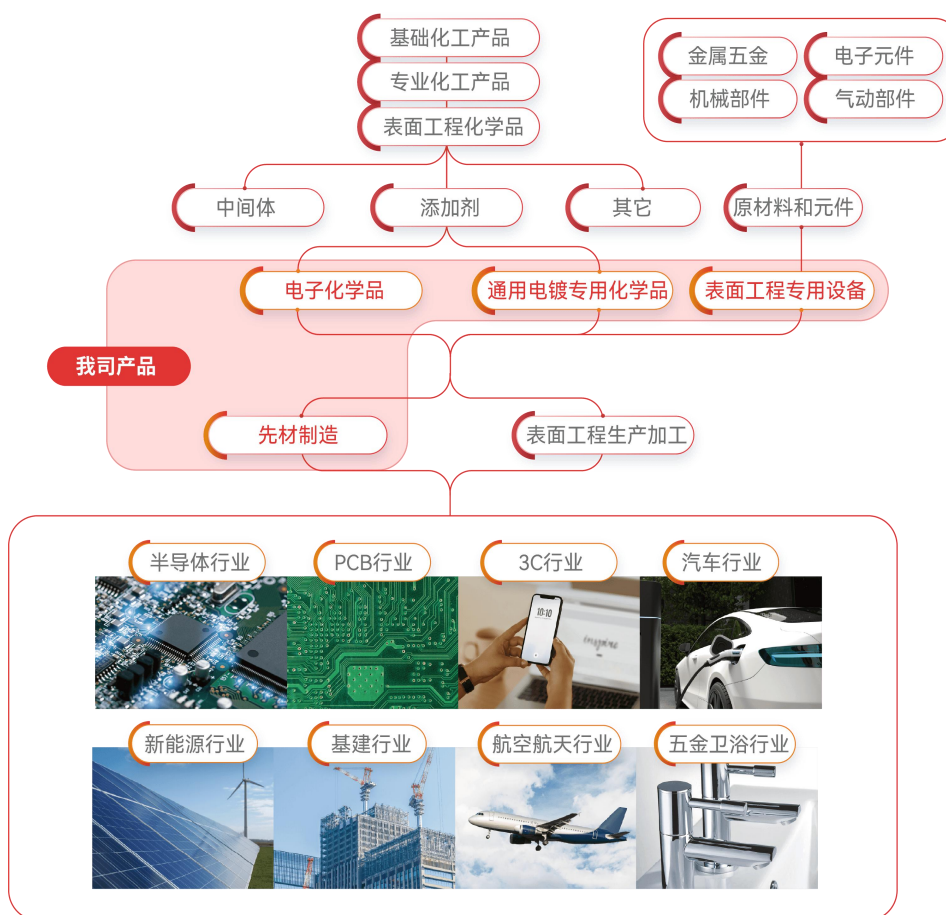 基础化工产品
专业化工产品
表面工程化学品
金属五金
电子元件
机械部件
气动部件
中间体
添加剂
其它
原材料和元件
电子化学品
通用电镀专用化学品
表面工程专用设备
我司产品
先材制造
表面工程生产加工
半导体行业
PCB行业
3C行业
汽车行业
10:10
新能源行业
基建行业
航空航天行业
五金卫浴行业